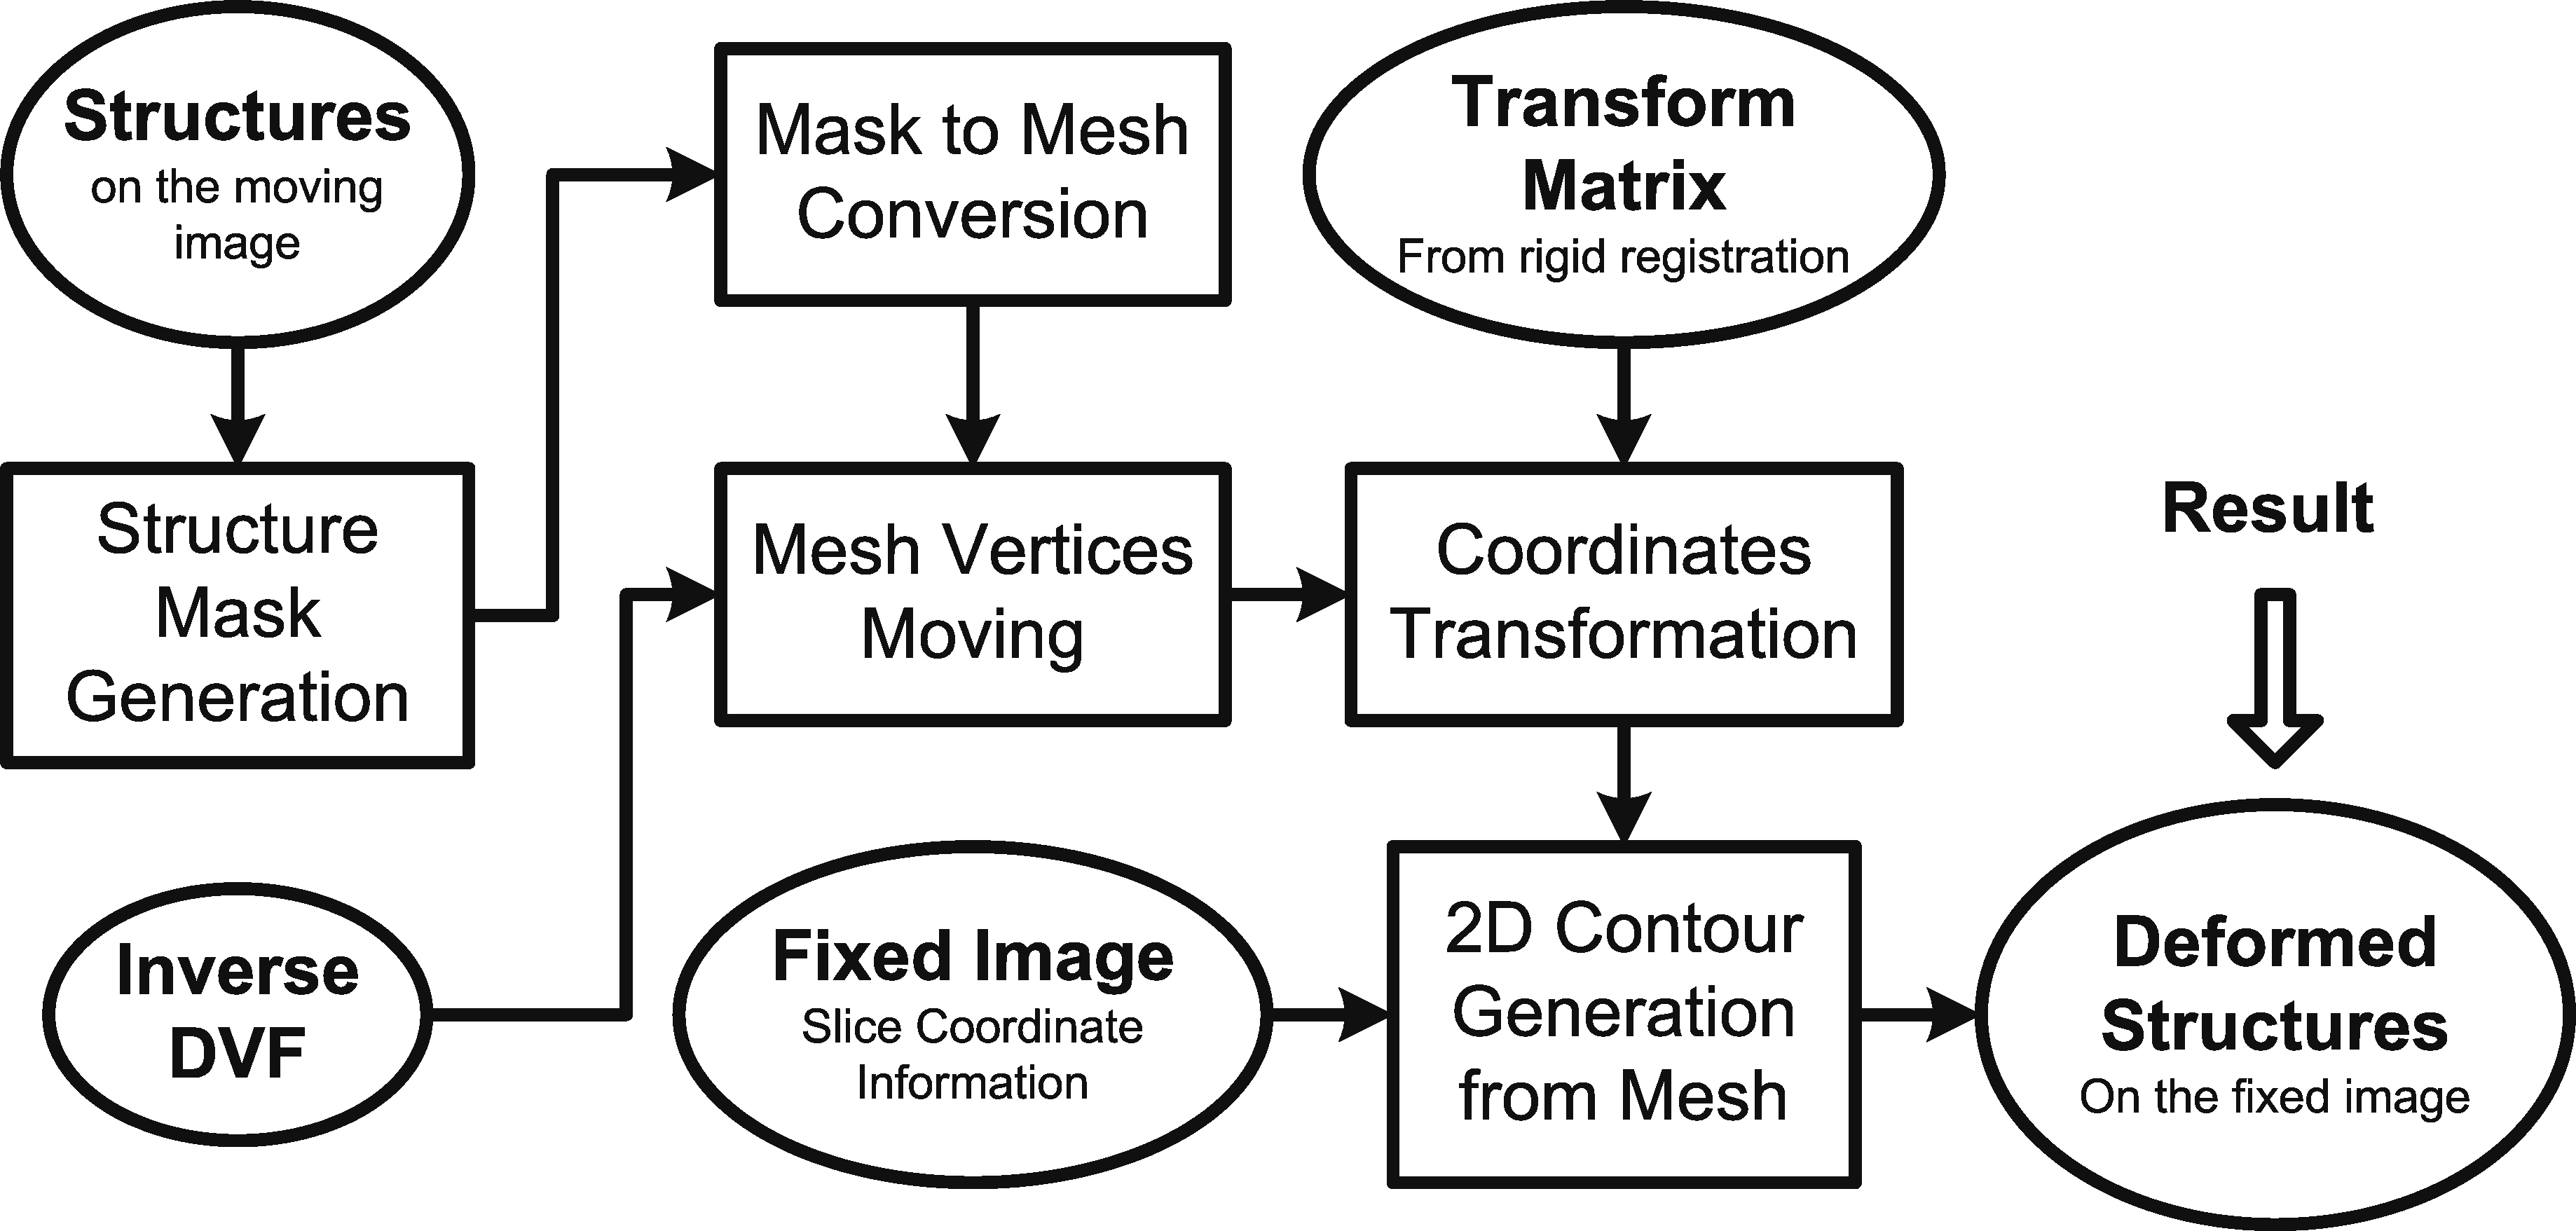 Structures
on the moving
image
Mask to Mesh
Conversion
Transform
Matrix
From rigid registration
Structure
Mask
Generation
Mesh Vertices
Moving
Coordinates
Transformation
Result
Inverse
DVF
Fixed Image
Slice Coordinate
Information
2D Contour
Generation
from Mesh
Deformed
Structures
On the fixed image